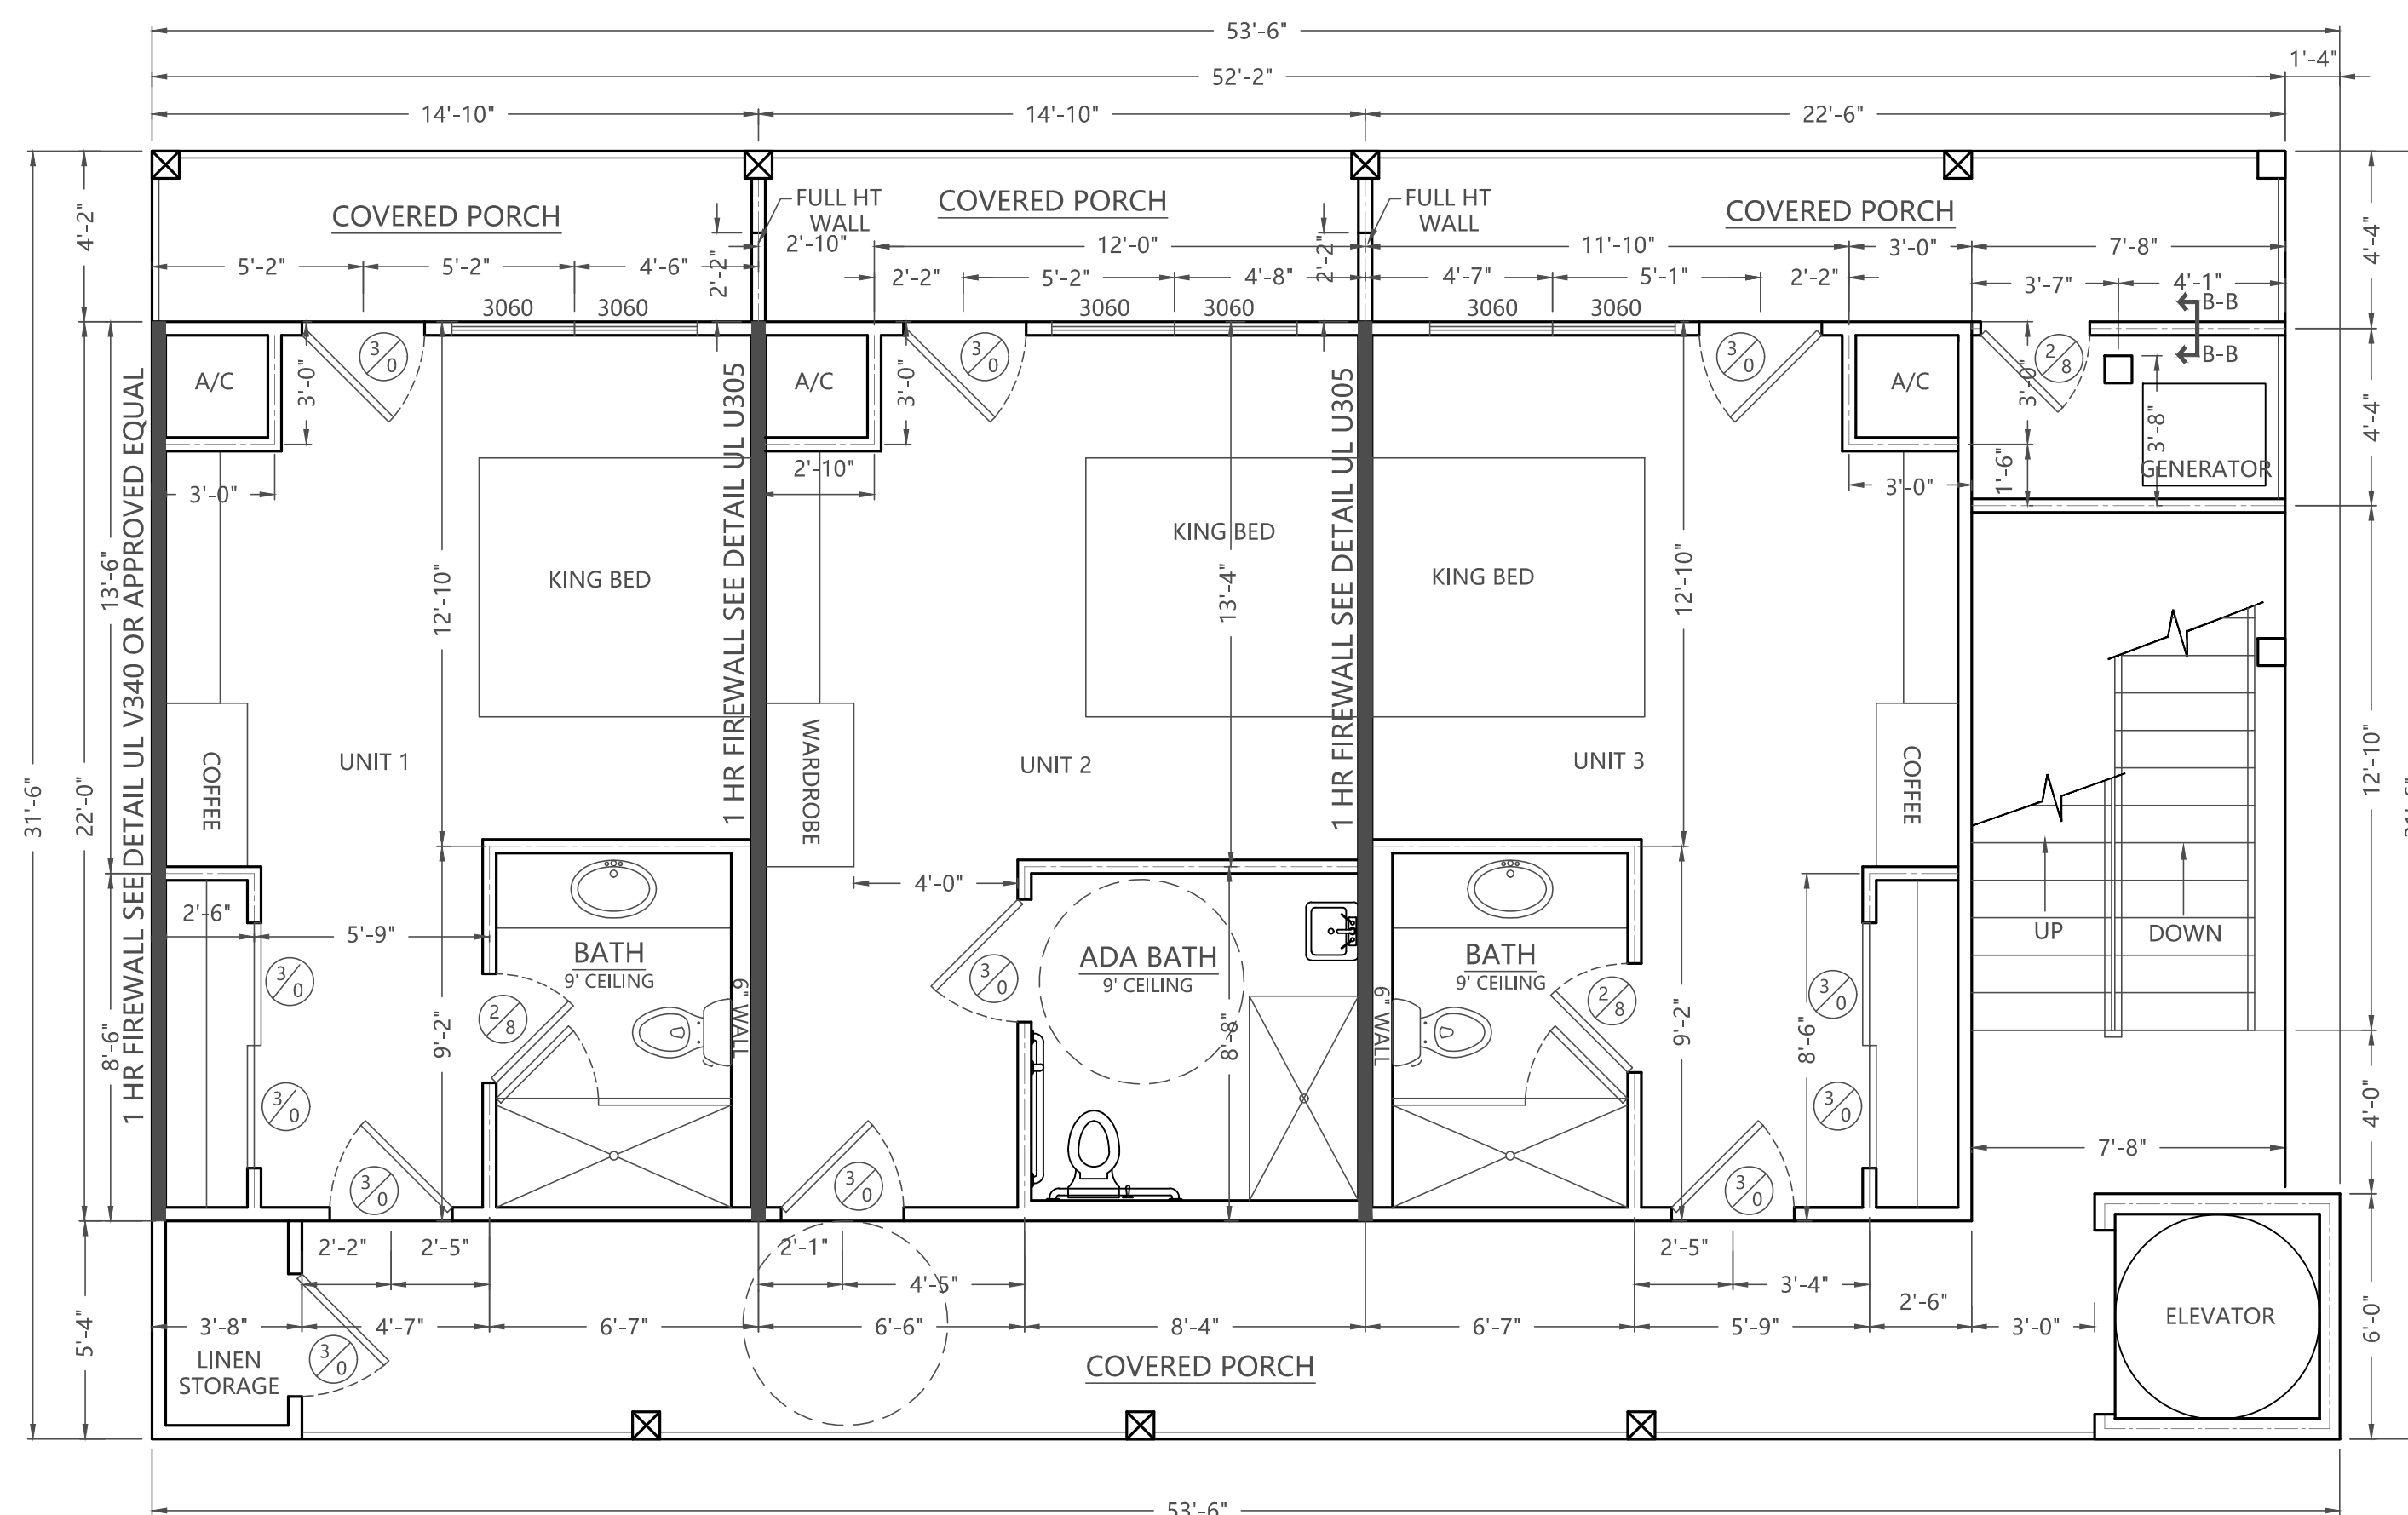 53'-6"
52'-2"
1'-4"
14'-10"
14'-10"
22'-6"
COVERED PORCH
FULL HT
WALL
COVERED PORCH
FULL HT
WALL
COVERED PORCH
4'-2"
2'-10"
12'-0"
11'-10"
3'-0"
7'-8"
4'-4"
5'-2"
5'-2"
4'-6"
2'-2"
2'-2"
5'-2"
4'-8"
2'-2"
4'-7"
5'-1"
2'-2"
3'-7"
4'-1"
3060
3060
3060
3060
3060
3060
B-B
B-B
A/C
3'-0"
3
0
A/C
3'-0"
3
0
3
0
A/C
3'-0"
2
8
3'-8"
4'-4"
GENERATOR
1'-6"
3'-0"
2'-10"
3'-0"
1 HR FIREWALL SEE DETAIL UL V340 OR APPROVED EQUAL
1 HR FIREWALL SEE DETAIL UL U305
1 HR FIREWALL SEE DETAIL UL U305
31'-6"
22'-0"
13'-6"
12'-10"
KING BED
KING BED
13'-4"
KING BED
12'-10"
12'-10"
COFFEE
UNIT 1
WARDROBE
UNIT 2
UNIT 3
COFFEE
UP
DOWN
4'-0"
2'-6"
5'-9"
8'-6"
3
0
3
0
9'-2"
2
8
BATH
9' CEILING
6" WALL
3
0
ADA BATH
9' CEILING
8'-8"
6" WALL
BATH
9' CEILING
2
8
9'-2"
8'-6"
3
0
3
0
4'-0"
7'-8"
3
0
3
0
3
0
2'-2"
2'-5"
2'-1"
4'-5"
2'-5"
3'-4"
2'-6"
5'-4"
3'-8"
4'-7"
6'-7"
6'-6"
8'-4"
6'-7"
5'-9"
3'-0"
ELEVATOR
6'-0"
LINEN
STORAGE
3
0
COVERED PORCH
53'-6"